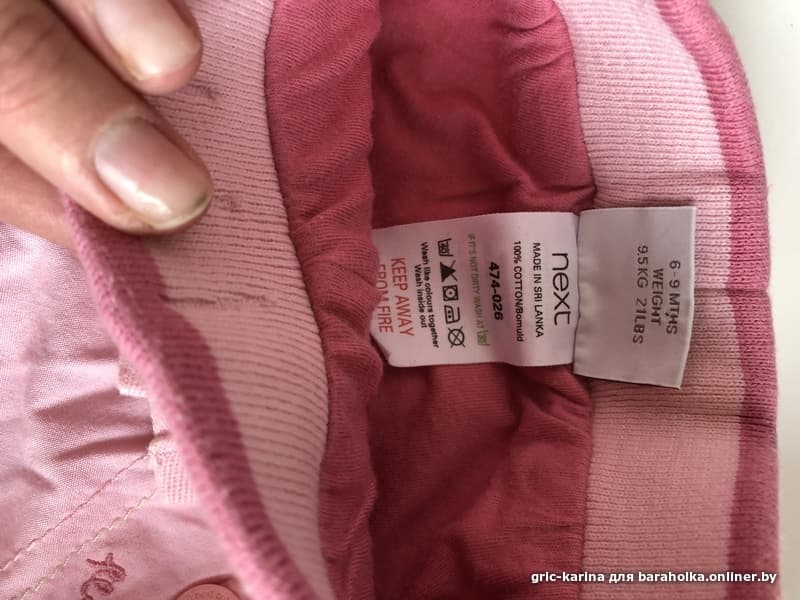 next
MADE IN SRI LANKA
100% COTTON/Bomuld
474-026
IF IT'S NOT DIRTY WASH AT 30°
Wash like colours together
Wash inside out
KEEP AWAY
FROM FIRE
6-9 MTHS
WEIGHT
9.5KG 21LBS
gric-karina для baraholka.onliner.by